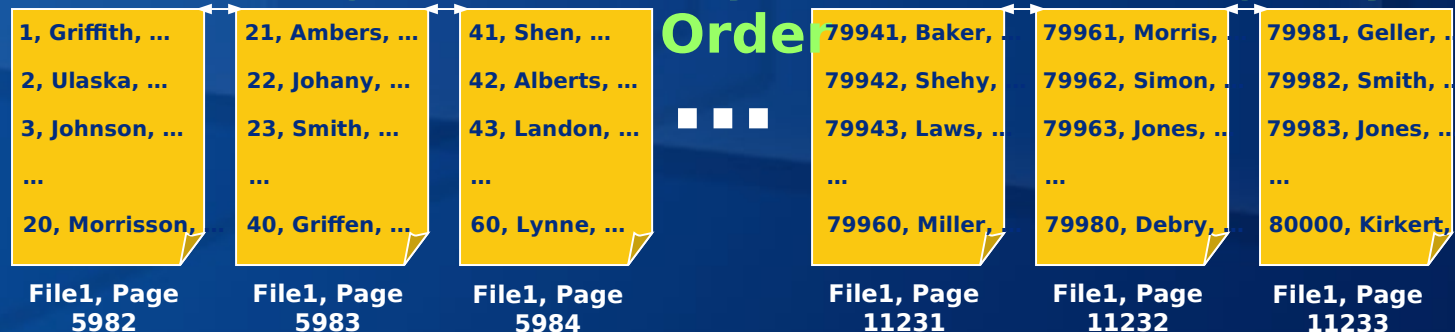 Order
1, Griffith, ...
2, Ulaska, ...
3, Johnson, ...
...
20, Morrisson, ...
File1, Page
5982
21, Ambers, ...
22, Johany, ...
23, Smith, ...
...
40, Griffen, ...
File1, Page
5983
41, Shen, ...
42, Alberts, ...
43, Landon, ...
...
60, Lynne, ...
File1, Page
5984
...
79941, Baker, ...
79942, Shehy, ...
79943, Laws, ...
...
79960, Miller, ...
File1, Page
11231
79961, Morris, ...
79962, Simon, ...
79963, Jones, ...
...
79980, Debry, ...
File1, Page
11232
79981, Geller, ...
79982, Smith, ...
79983, Jones, ...
...
80000, Kirkert,
File1, Page
11233